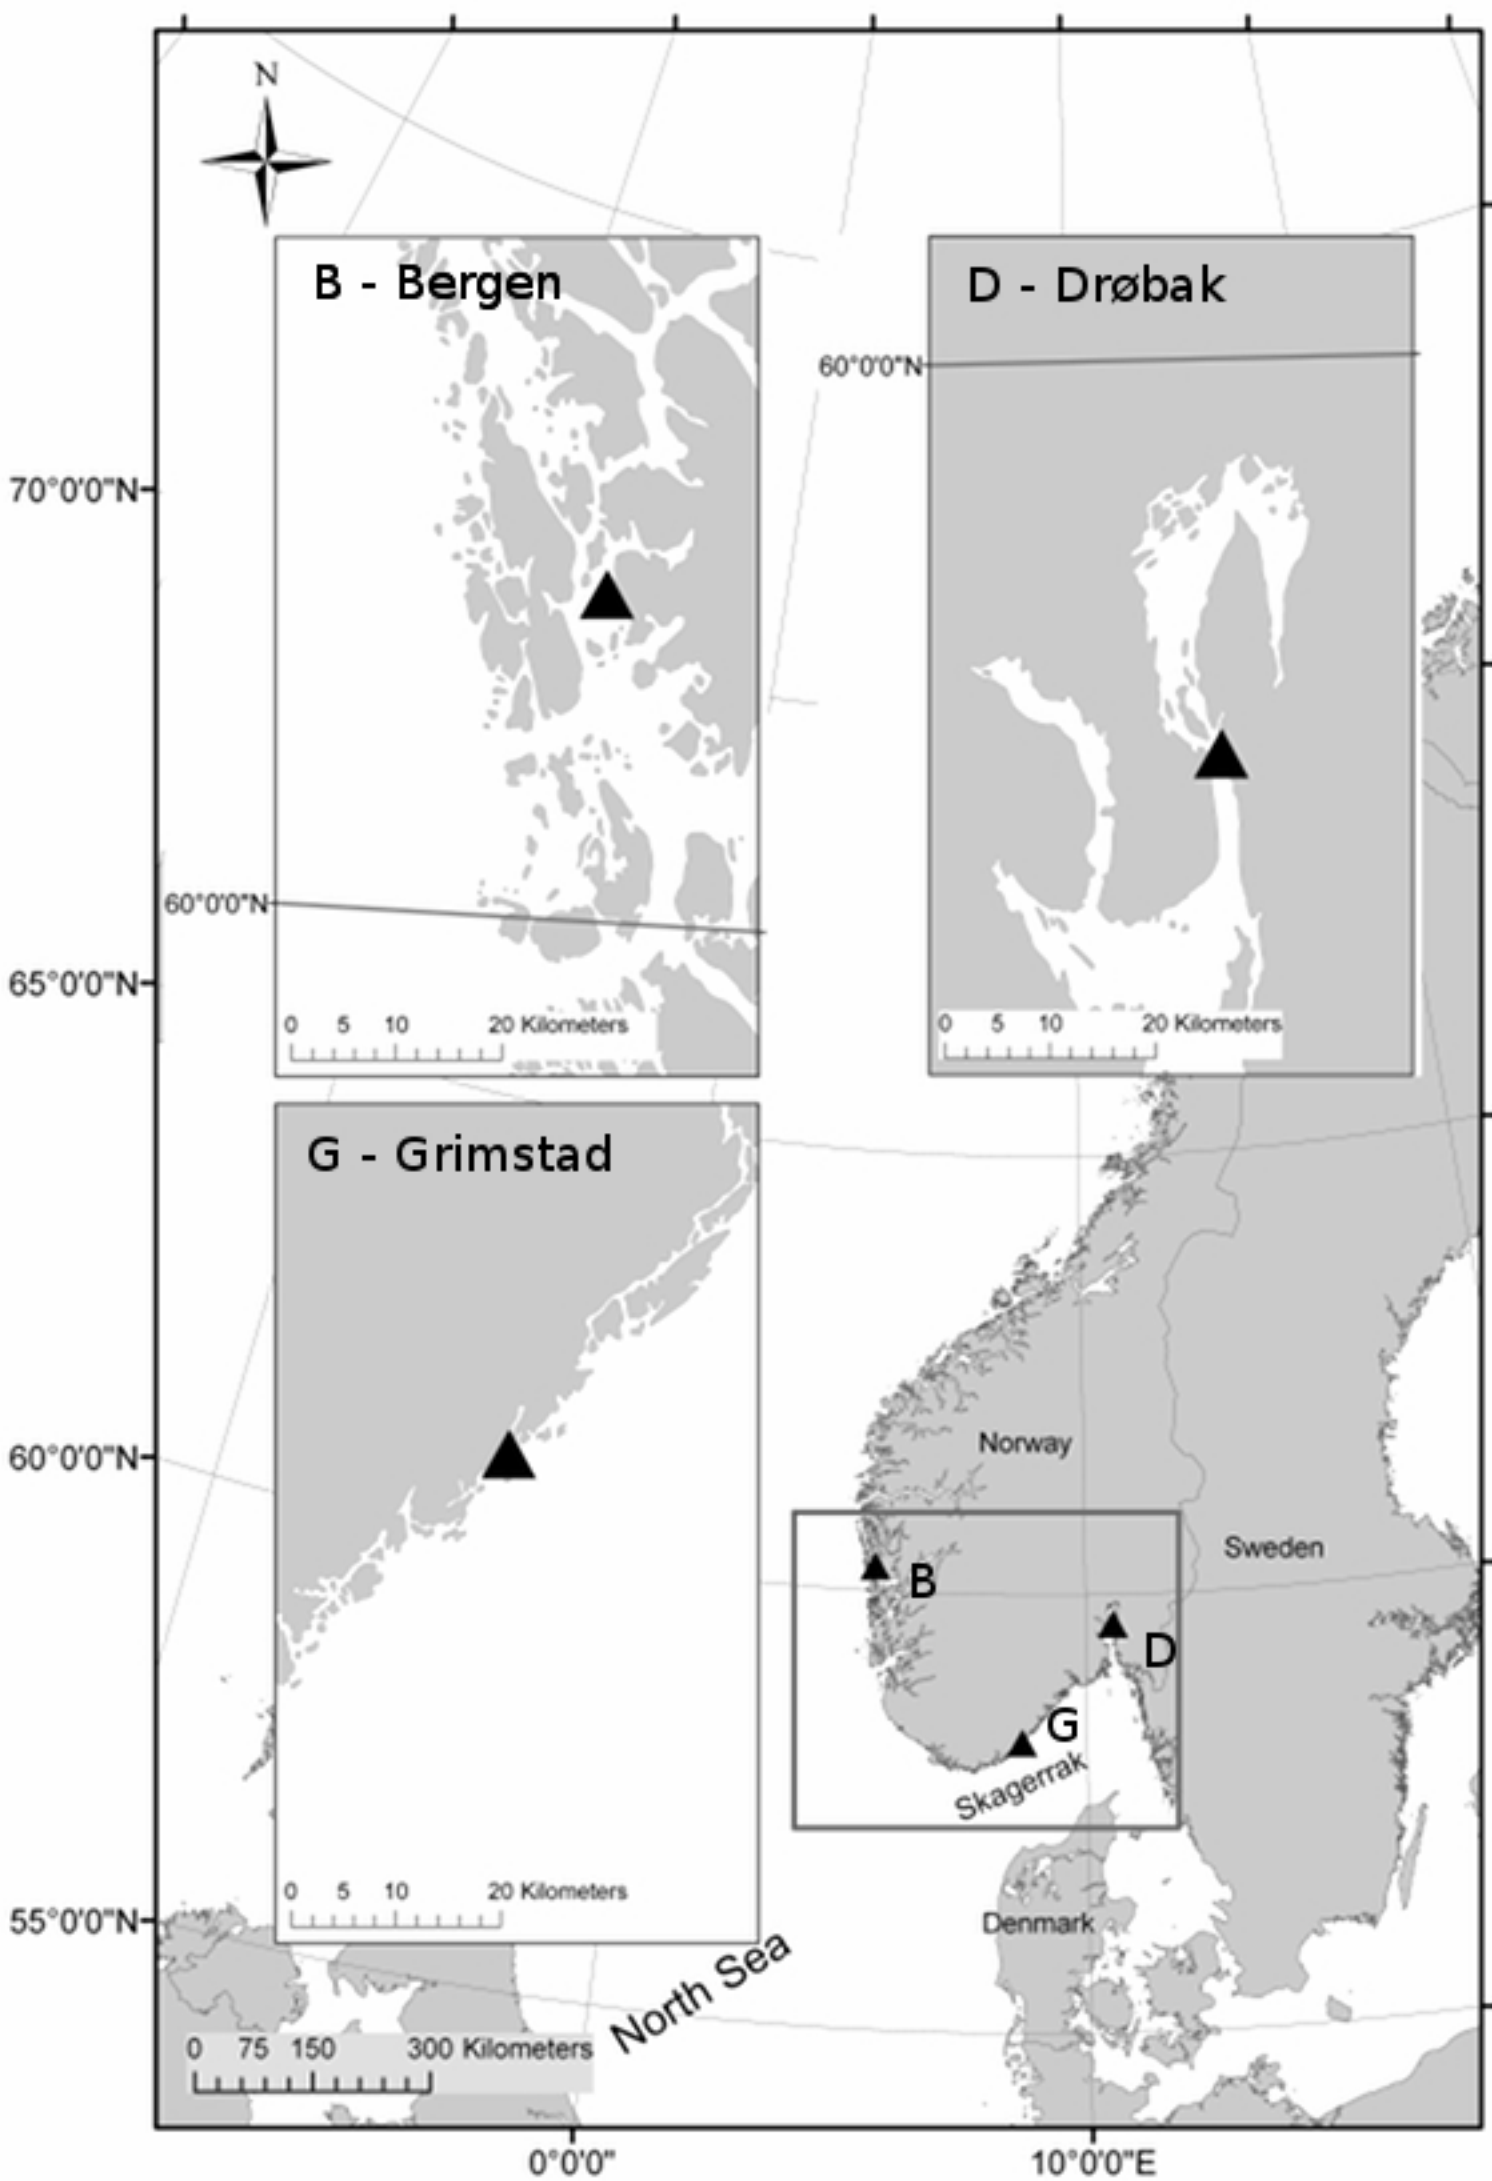 N
B - Bergen
D - Drøbak
60°0'0"N
70°0'0"N
60°0'0"N
65°0'0"N
0 5 10 20 Kilometers
0 5 10 20 Kilometers
G - Grimstad
Norway
60°0'0"N
Sweden
B
D
G
Skagerrak
0 5 10 20 Kilometers
55°0'0"N
Denmark
North Sea
0 75 150 300 Kilometers
0°0'0"
10°0'0"E